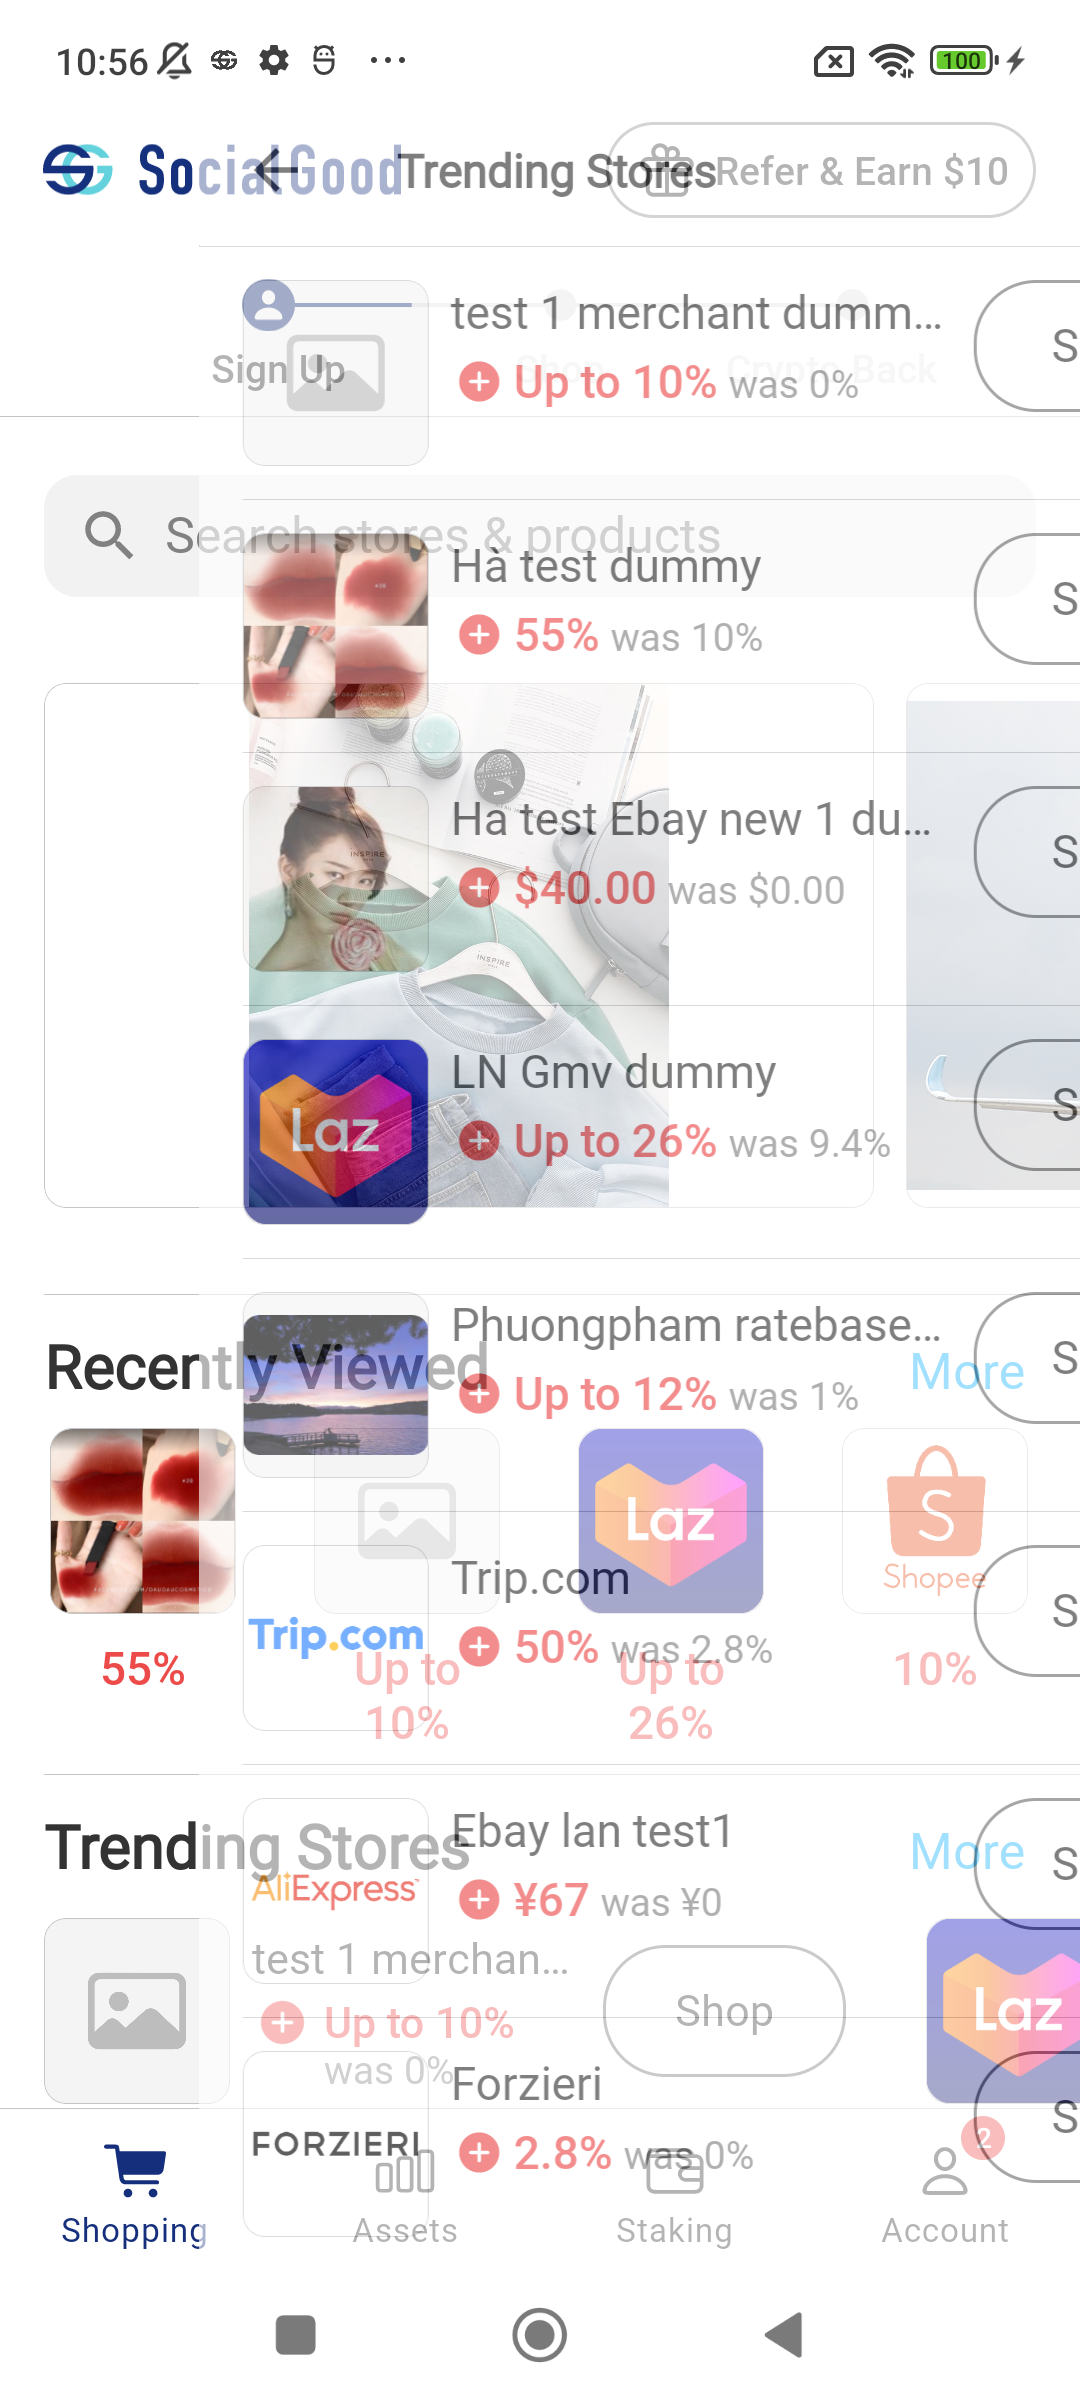 10:56
100
SocialGood
Trending Stores
Refer & Earn $10
Sign Up
Shop
Crypto Back
test 1 merchant dumm...
Up to 10% was 0%
S
Search stores & products
Hà test dummy
55% was 10%
S
Ha test Ebay new 1 du...
$40.00 was $0.00
S
INSPIRE
INSPIRE
LN Gmv dummy
Laz
Up to 26% was 9.4%
S
Phuongpham ratebase...
Up to 12% was 1%
S
Recently Viewed
More
Laz
Shopee
Trip.com
Trip.com
50% was 2.8%
S
55%
Up to
10%
Up to
26%
10%
Trending Stores
More
Ebay lan test1
AliExpress
¥67 was ¥0
S
test 1 merchan...
Up to 10%
was 0%
Shop
Laz
Forzieri
FORZIERI
2.8% was 0%
S
2
Shopping
Assets
Staking
Account